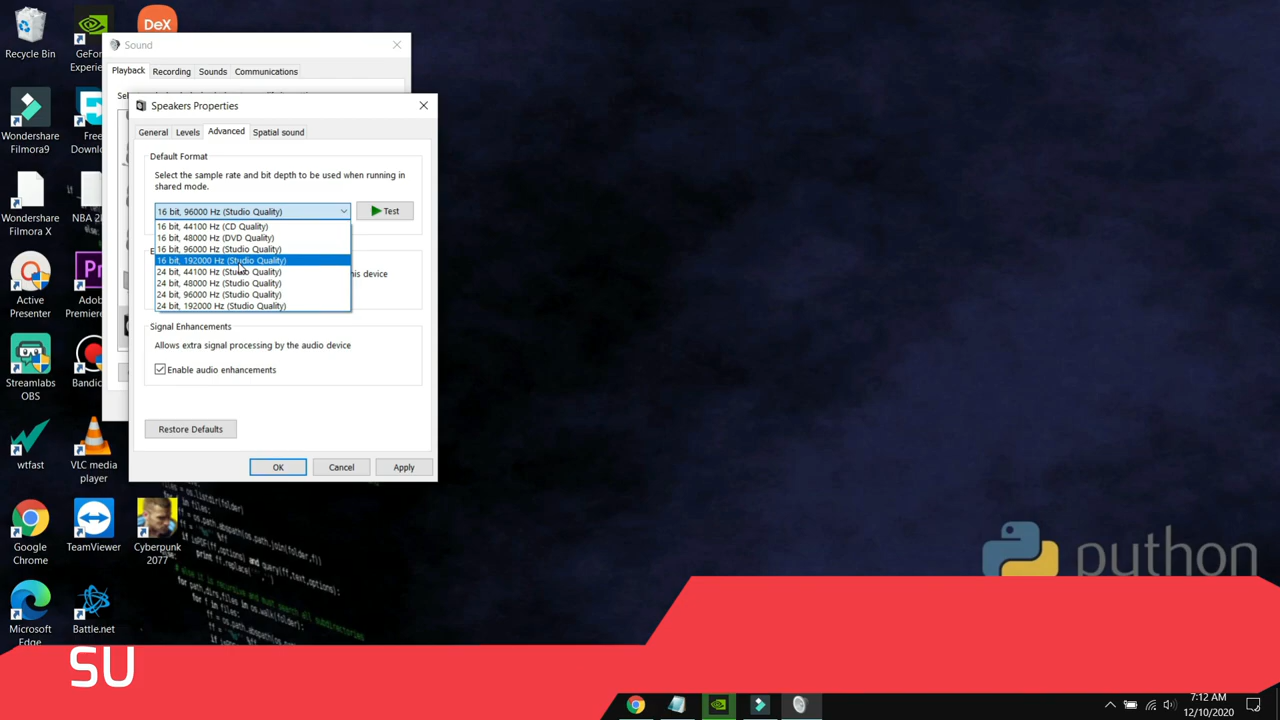 Recycle Bin
GeForce
Experie...
DeX
Wondershare
Filmora9
Free
Downlo...
Wondershare
Filmora X
NBA 2
Active
Presenter
Adob
Premiere
Streamlabs
OBS
Bandic
wtfast
VLC media
player
Google
Chrome
TeamViewer
Cyberpunk
2077
Microsoft
Edge
Battle.net
Sound
Playback
Recording
Sounds
Communications
Speakers Properties
General
Levels
Advanced
Spatial sound
Default Format
Select the sample rate and bit depth to be used when running in
shared mode.
16 bit, 96000 Hz (Studio Quality)
Test
16 bit, 44100 Hz (CD Quality)
16 bit, 48000 Hz (DVD Quality)
16 bit, 96000 Hz (Studio Quality)
16 bit, 192000 Hz (Studio Quality)
24 bit, 44100 Hz (Studio Quality)
24 bit, 48000 Hz (Studio Quality)
24 bit, 96000 Hz (Studio Quality)
24 bit, 192000 Hz (Studio Quality)
his device
Signal Enhancements
Allows extra signal processing by the audio device
Enable audio enhancements
Restore Defaults
OK
Cancel
Apply
python
SU
7:12 AM
12/10/2020